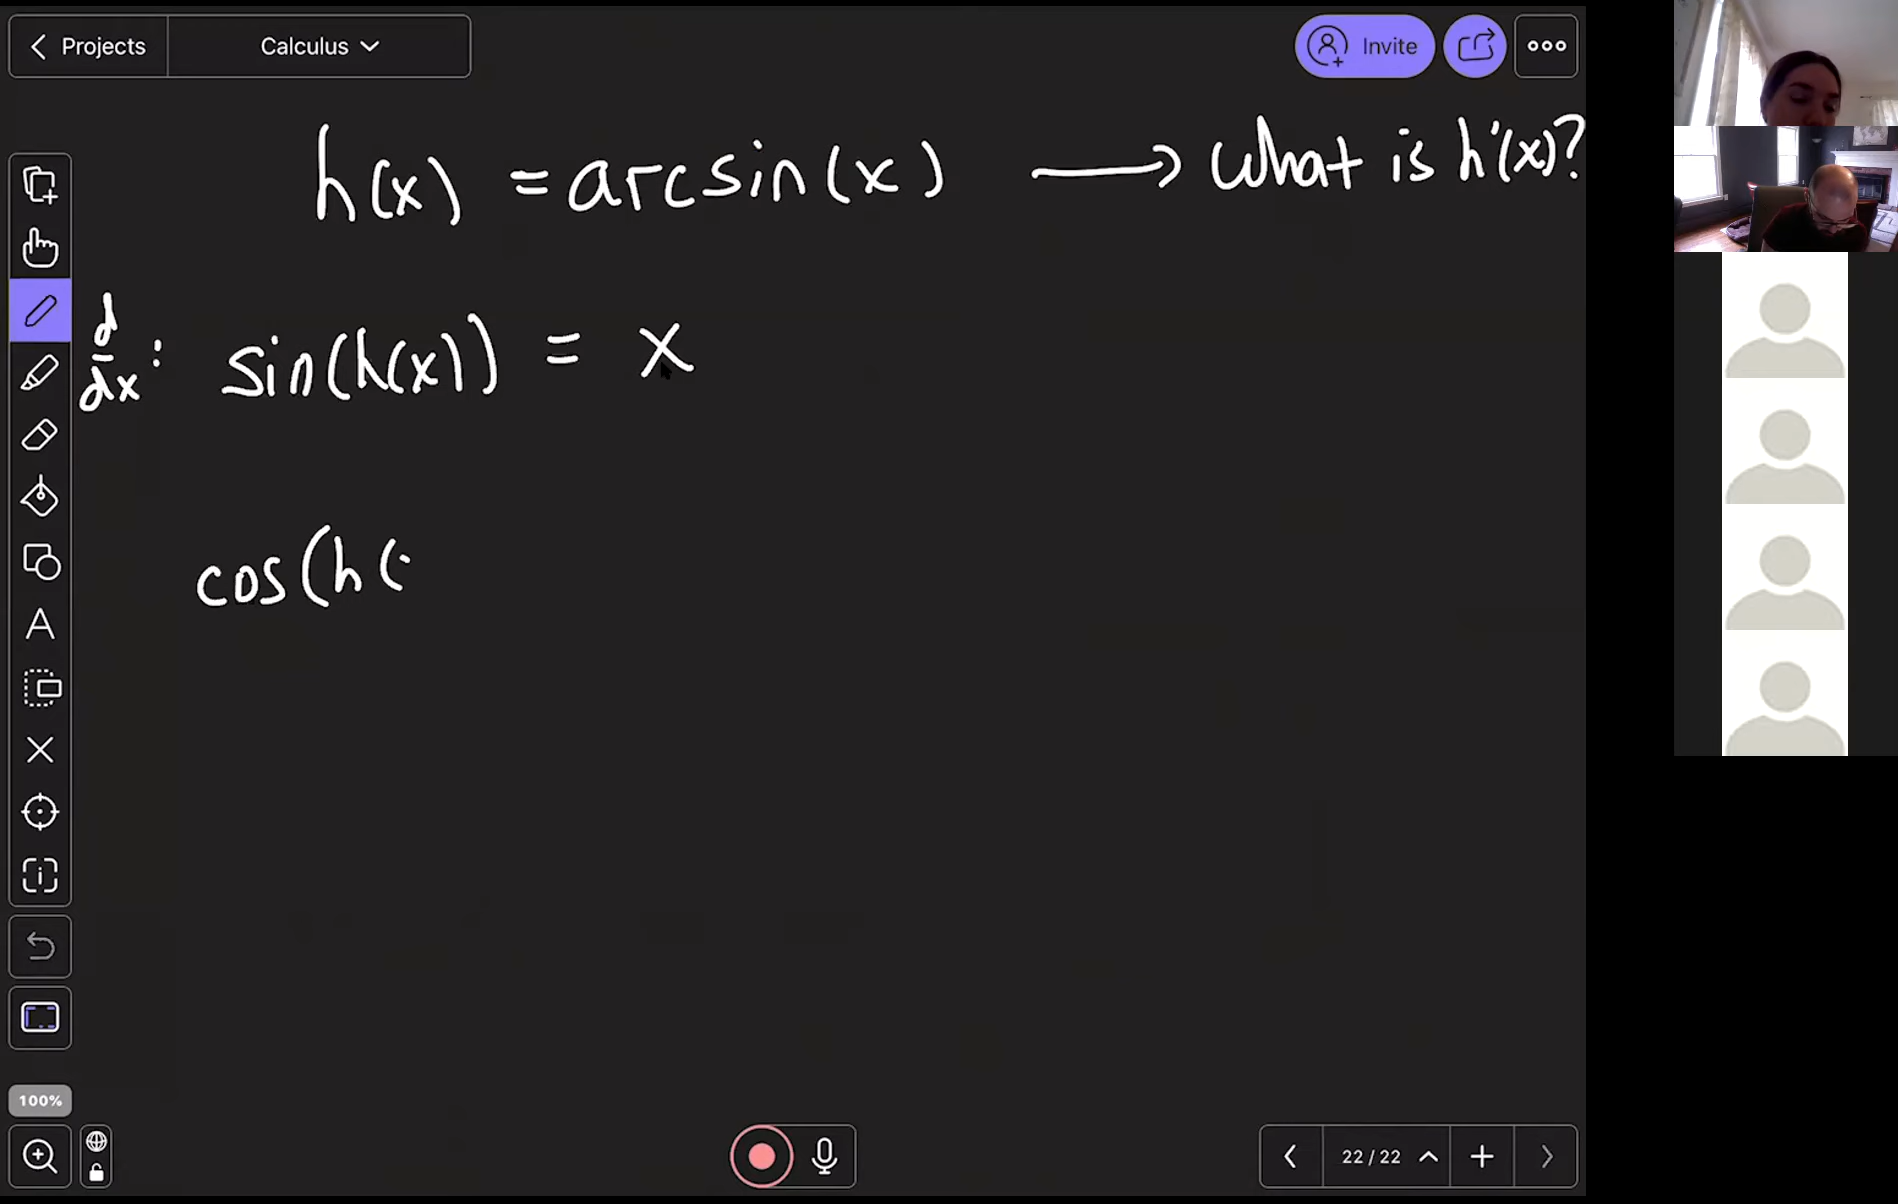 Projects
Calculus
Invite
h(x) = arcsin(x) → What is h'(x)?
d/dx: sin(h(x)) = x
cos(h(
A
100%
22 / 22